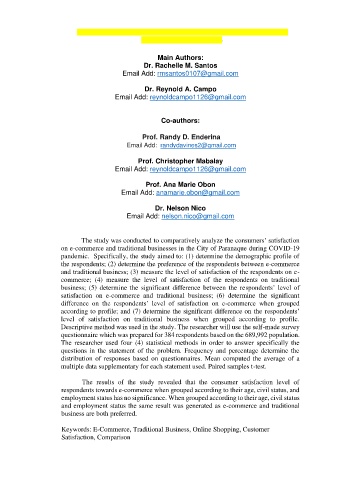 Main Authors:
Dr. Rachelle M. Santos
Email Add: rmsantos0107@gmail.com
Dr. Reynold A. Campo
Email Add: reynoldcampo1126@gmail.com
Co-authors:
Prof. Randy D. Enderina
Email Add: randydavines2@gmail.com
Prof. Christopher Mabalay
Email Add: reynoldcampo1126@gmail.com
Prof. Ana Marie Obon
Email Add: anamarie.obon@gmail.com
Dr. Nelson Nico
Email Add: nelson.nico@gmail.com
The study was conducted to comparatively analyze the consumers' satisfaction
on e-commerce and traditional businesses in the City of Paranaque during COVID-19
pandemic. Specifically, the study aimed to: (1) determine the demographic profile of
the respondents; (2) determine the preference of the respondents between e-commerce
and traditional business; (3) measure the level of satisfaction of the respondents on e-
commerce; (4) measure the level of satisfaction of the respondents on traditional
business; (5) determine the significant difference between the respondents' level of
satisfaction on e-commerce and traditional business; (6) determine the significant
difference on the respondents' level of satisfaction on e-commerce when grouped
according to profile; and (7) determine the significant difference on the respondents'
level of satisfaction on traditional business when grouped according to profile.
Descriptive method was used in the study. The researcher will use the self-made survey
questionnaire which was prepared for 384 respondents based on the 689,992 population.
The researcher used four (4) statistical methods in order to answer specifically the
questions in the statement of the problem. Frequency and percentage determine the
distribution of responses based on questionnaires. Mean computed the average of a
multiple data supplementary for each statement used. Paired samples t-test.
The results of the study revealed that the consumer satisfaction level of
respondents towards e-commerce when grouped according to their age, civil status, and
employment status has no significance. When grouped according to their age, civil status
and employment status the same result was generated as e-commerce and traditional
business are both preferred.
Keywords: E-Commerce, Traditional Business, Online Shopping, Customer
Satisfaction, Comparison